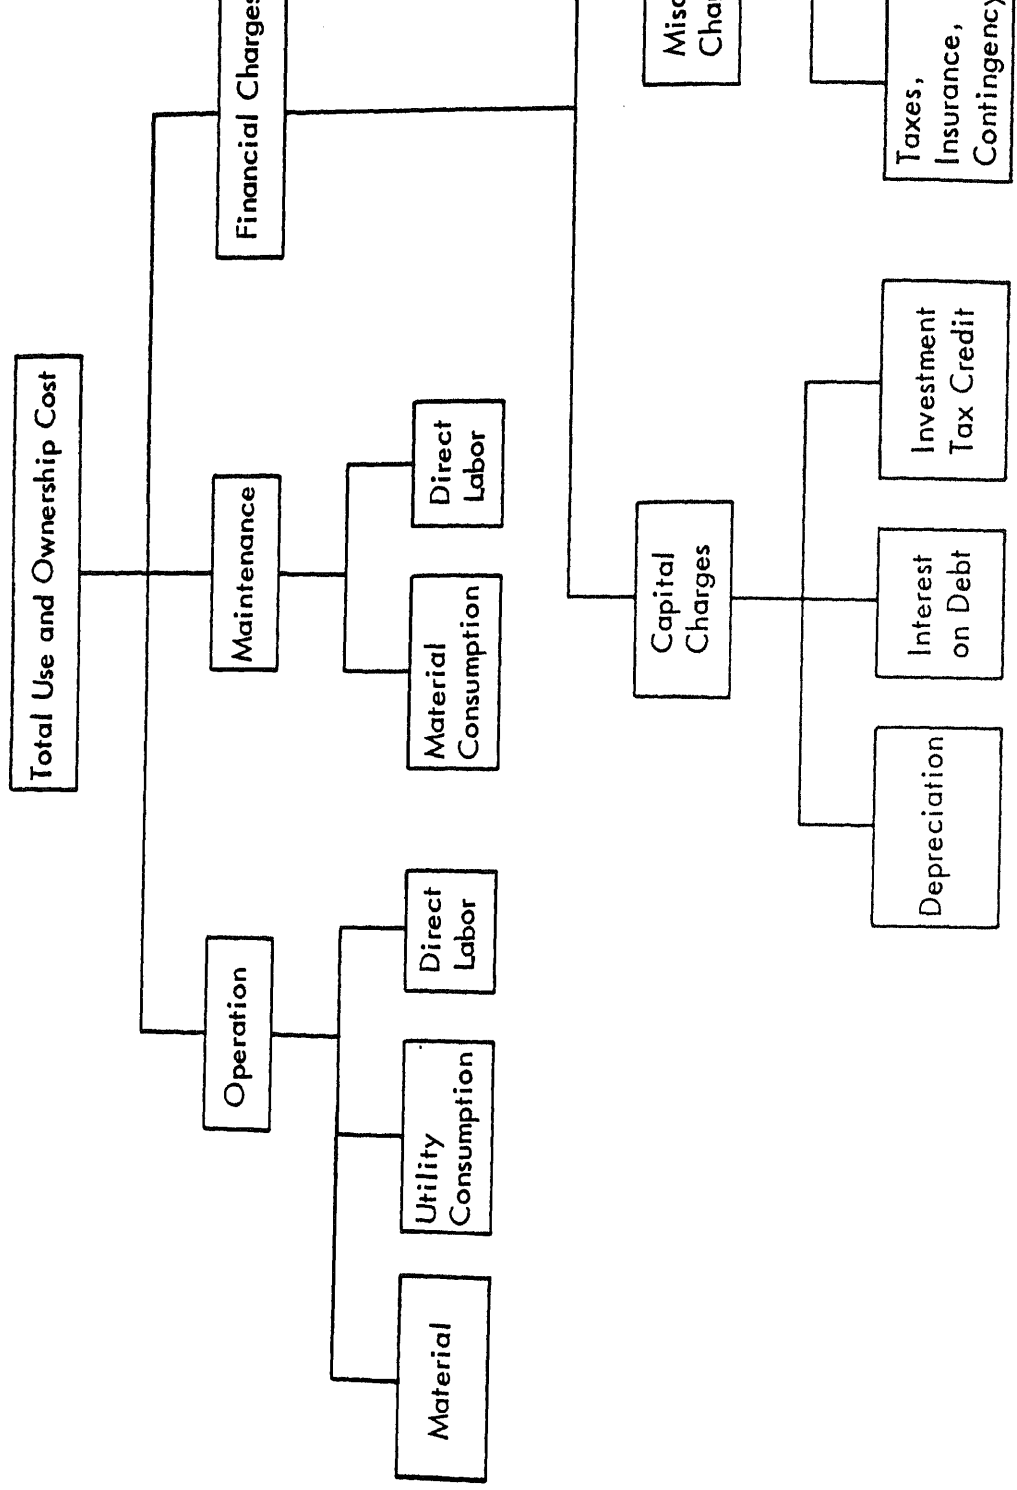 Total Use and Ownership Cost
Operation
Maintenance
Financial Charges
Material
Utility
Consumption
Direct
Labor
Material
Consumption
Direct
Labor
Capital
Charges
Depreciation
Interest
on Debt
Investment
Tax Credit
Taxes,
Insurance,
Contingency